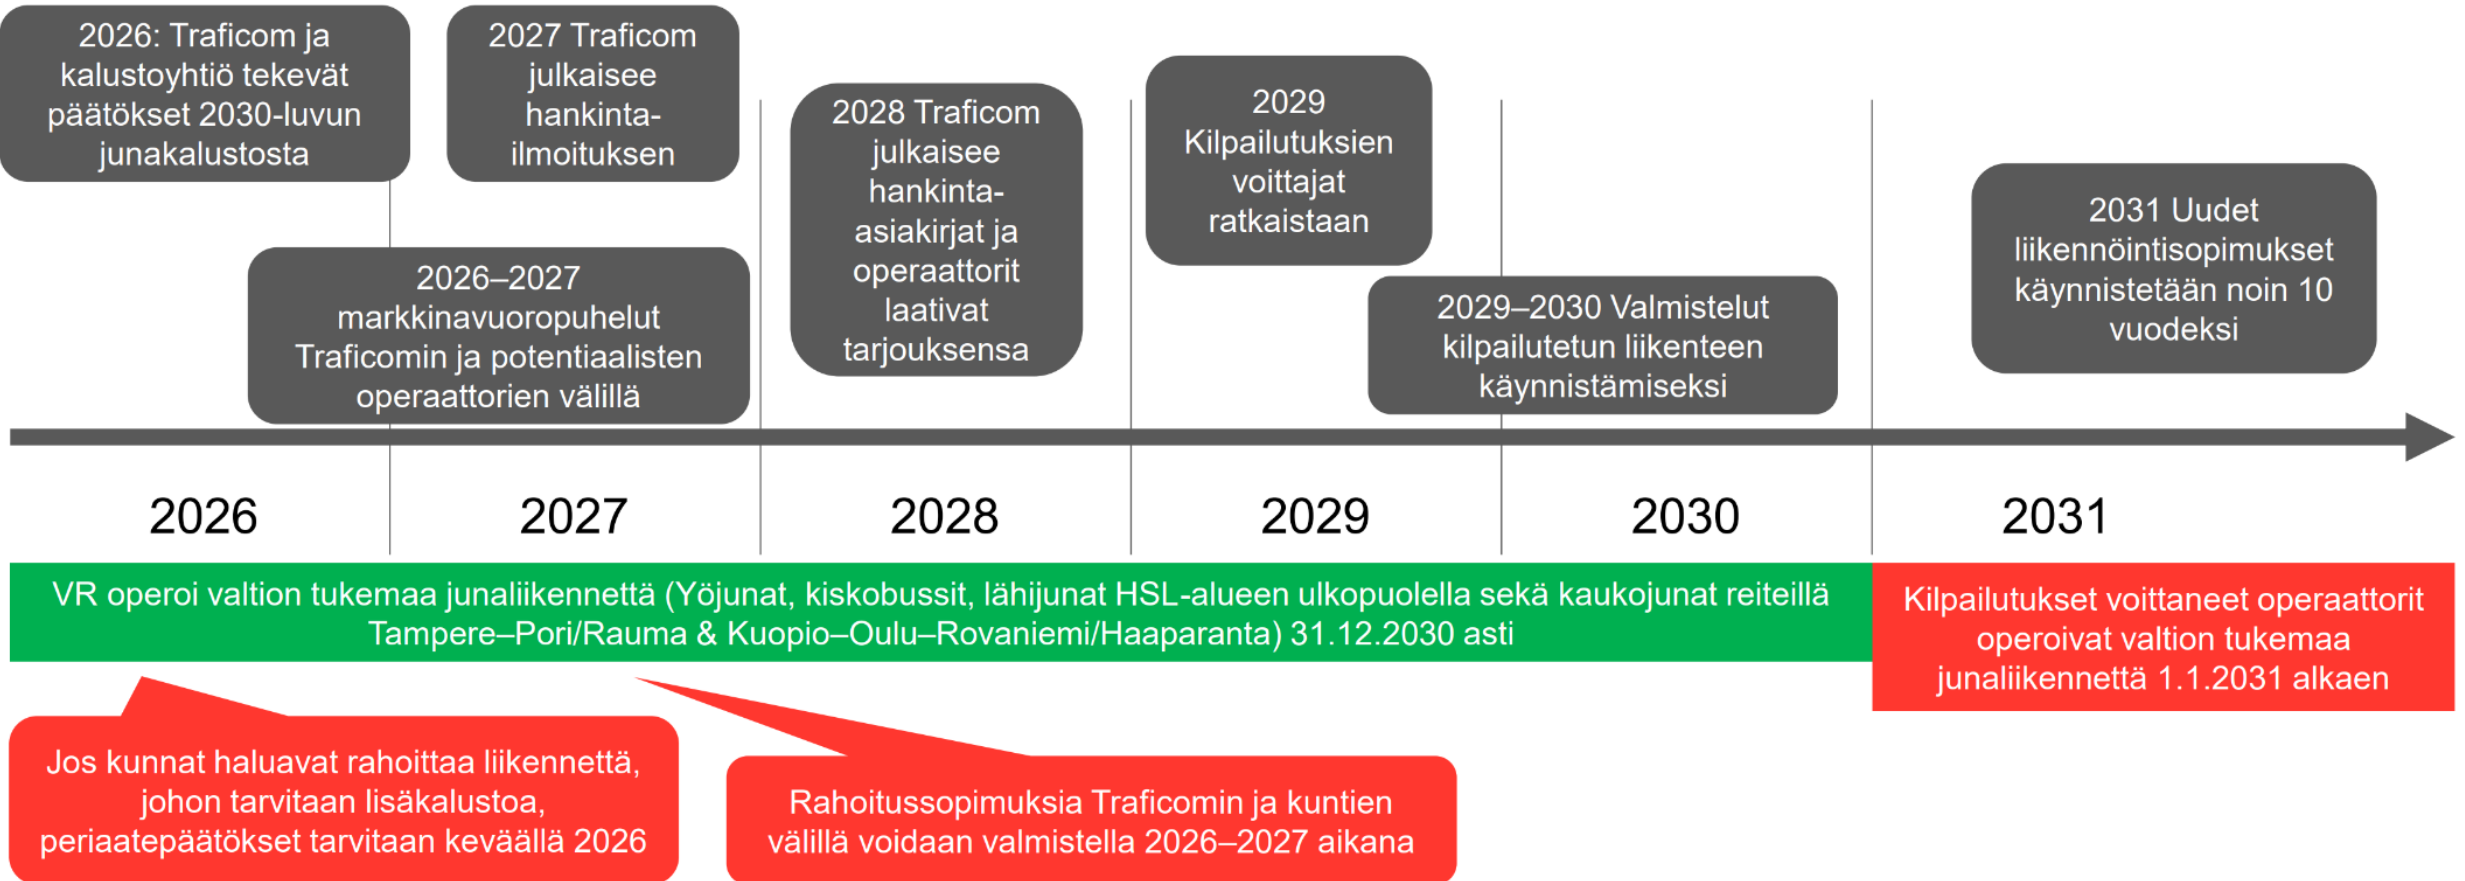 2026: Traficom ja
kalustoyhtiö tekevät
päätökset 2030-luvun
junakalustosta
2027 Traficom
julkaisee
hankinta-
ilmoituksen
2026–2027
markkinavuoropuhelut
Traficomin ja potentiaalisten
operaattorien välillä
2028 Traficom
julkaisee
hankinta-
asiakirjat ja
operaattorit
laativat
tarjouksensa
2029
Kilpailutuksien
voittajat
ratkaistaan
2029–2030 Valmistelut
kilpailutetun liikenteen
käynnistämiseksi
2031 Uudet
liikennöintisopimukset
käynnistetään noin 10
vuodeksi
2026
2027
2028
2029
2030
2031
VR operoi valtion tukemaa junaliikennettä (Yöjunat, kiskobussit, lähijunat HSL-alueen ulkopuolella sekä kaukojunat reiteillä
Tampere–Pori/Rauma & Kuopio–Oulu–Rovaniemi/Haaparanta) 31.12.2030 asti
Kilpailutukset voittaneet operaattorit
operoivat valtion tukemaa
junaliikennettä 1.1.2031 alkaen
Jos kunnat haluavat rahoittaa liikennettä,
johon tarvitaan lisäkalustoa,
periaatepäätökset tarvitaan keväällä 2026
Rahoitussopimuksia Traficomin ja kuntien
välillä voidaan valmistella 2026–2027 aikana